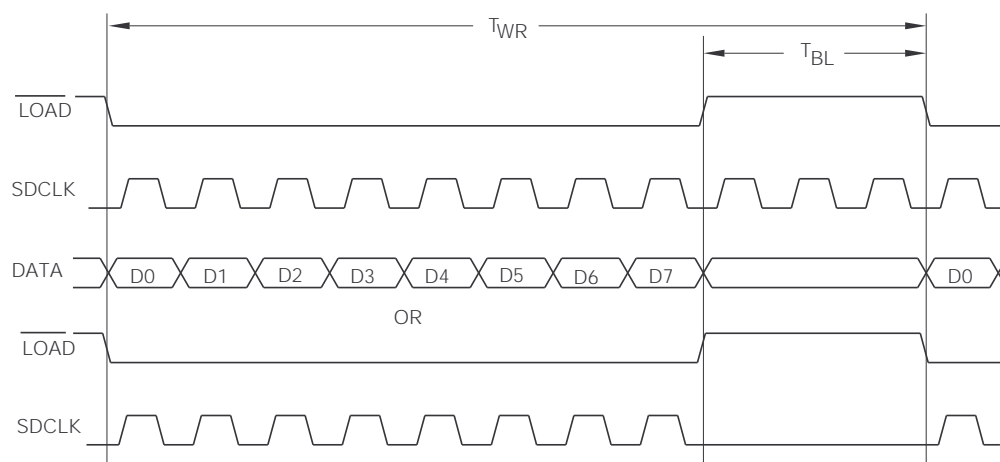 TWR
TBL
LOAD
SDCLK
DATA D0 D1 D2 D3 D4 D5 D6 D7 D0
OR
LOAD
SDCLK